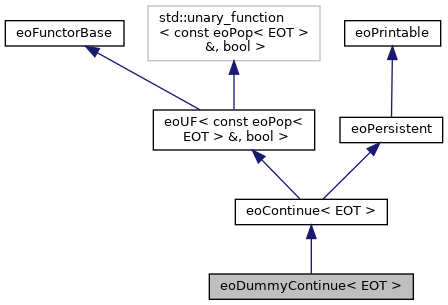 eoFunctorBase
std::unary_function
< const eoPop< EOT >
&, bool >
eoPrintable
eoUF< const eoPop<
EOT > &, bool >
eoPersistent
eoContinue< EOT >
eoDummyContinue< EOT >